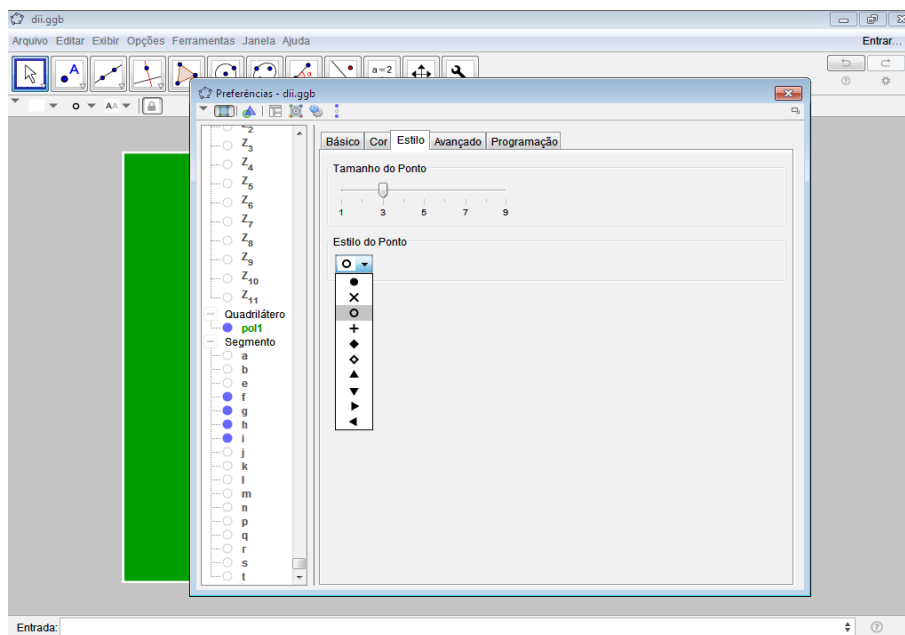 dii.ggb
Arquivo Editar Exibir Opções Ferramentas Janela Ajuda
Entrar...
A
a=2
AA
Preferências - dii.ggb
Básico Cor Estilo Avançado Programação
Z2
Z3
Z4
Z5
Z6
Z7
Z8
Z9
Z10
Z11
Quadrilátero
pol1
Segmento
a
b
e
f
g
h
i
j
k
l
m
n
p
q
r
s
t
Tamanho do Ponto
1 3 5 7 9
Estilo do Ponto
Entrada: